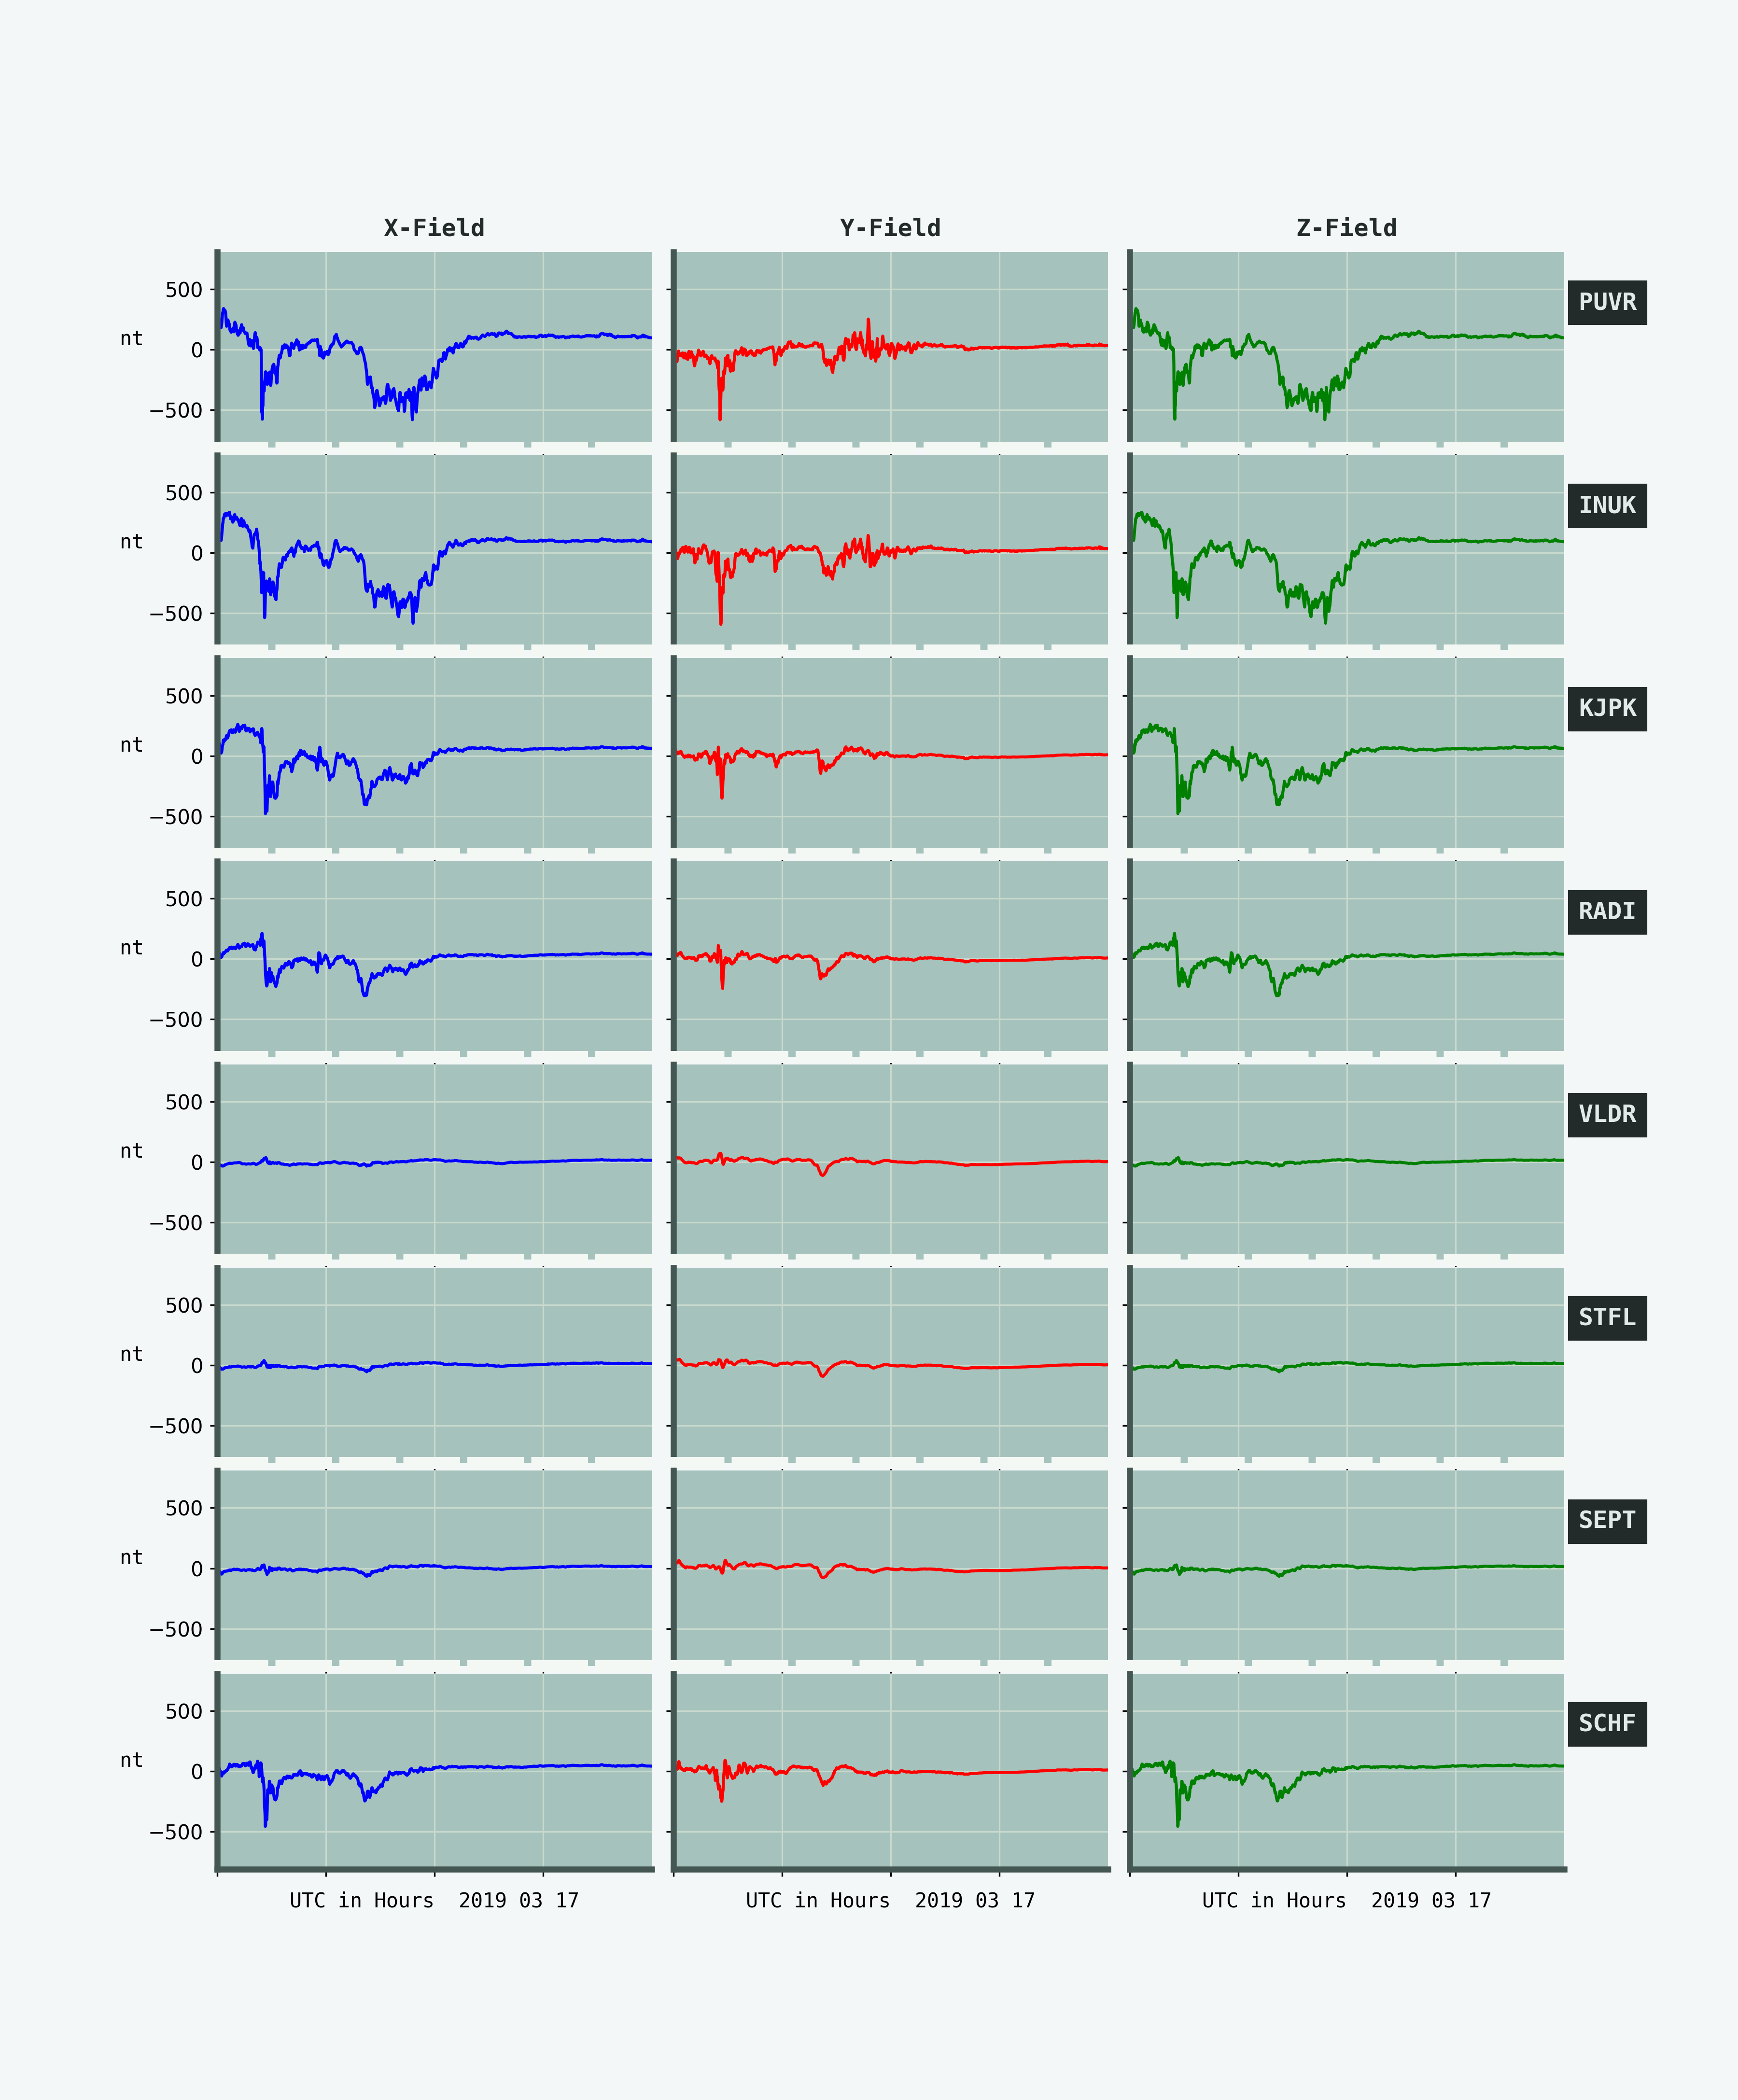 X-Field Y-Field Z-Field
500
nt
0
−500
PUVR
500
nt
0
−500
INUK
500
nt
0
−500
KJPK
500
nt
0
−500
RADI
500
nt
0
−500
VLDR
500
nt
0
−500
STFL
500
nt
0
−500
SEPT
500
nt
0
−500
SCHF
UTC in Hours  2019 03 17 UTC in Hours  2019 03 17 UTC in Hours  2019 03 17